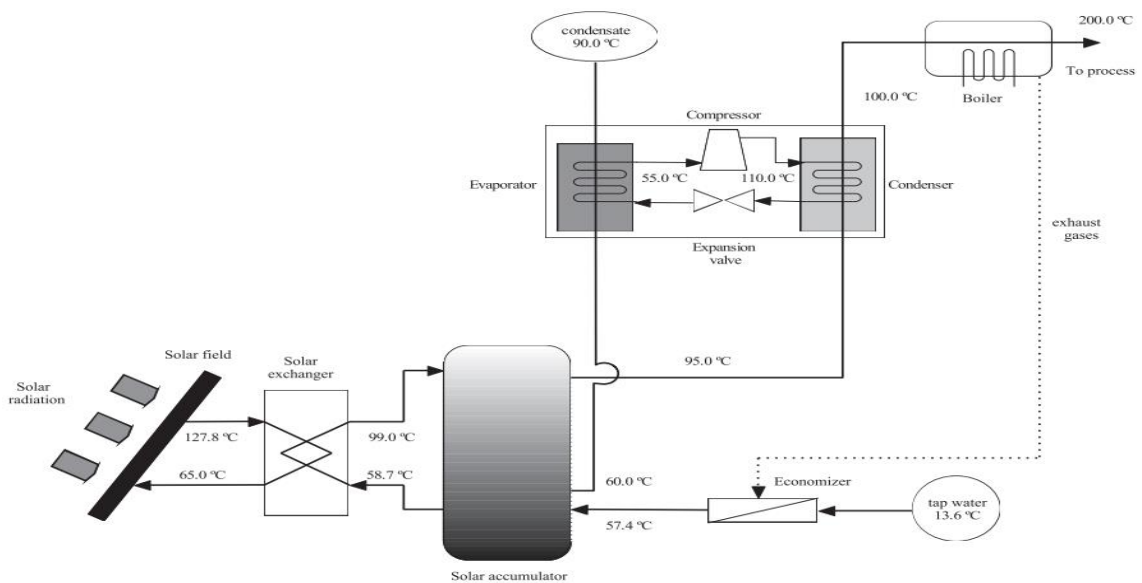 condensate
90.0 ºC
200.0 ºC
To process
Boiler
100.0 ºC
Compressor
Evaporator
55.0 ºC
110.0 ºC
Condenser
Expansion
valve
exhaust
gases
Solar field
Solar
exchanger
Solar
radiation
95.0 ºC
127.8 ºC
99.0 ºC
65.0 ºC
58.7 ºC
60.0 ºC
Economizer
tap water
13.6 ºC
57.4 ºC
Solar accumulator